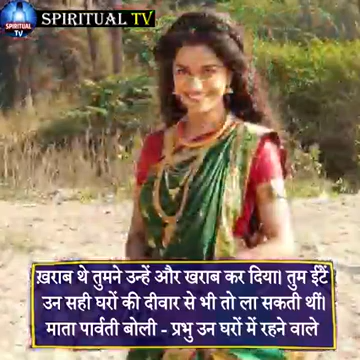 SPIRITUAL TV
SPIRITUAL
TV
ख़राब थे तुमने उन्हें और खराब कर दिया। तुम ईंटें
उन सही घरों की दीवार से भी तो ला सकती थीं।
माता पार्वती बोली - प्रभु उन घरों में रहने वाले